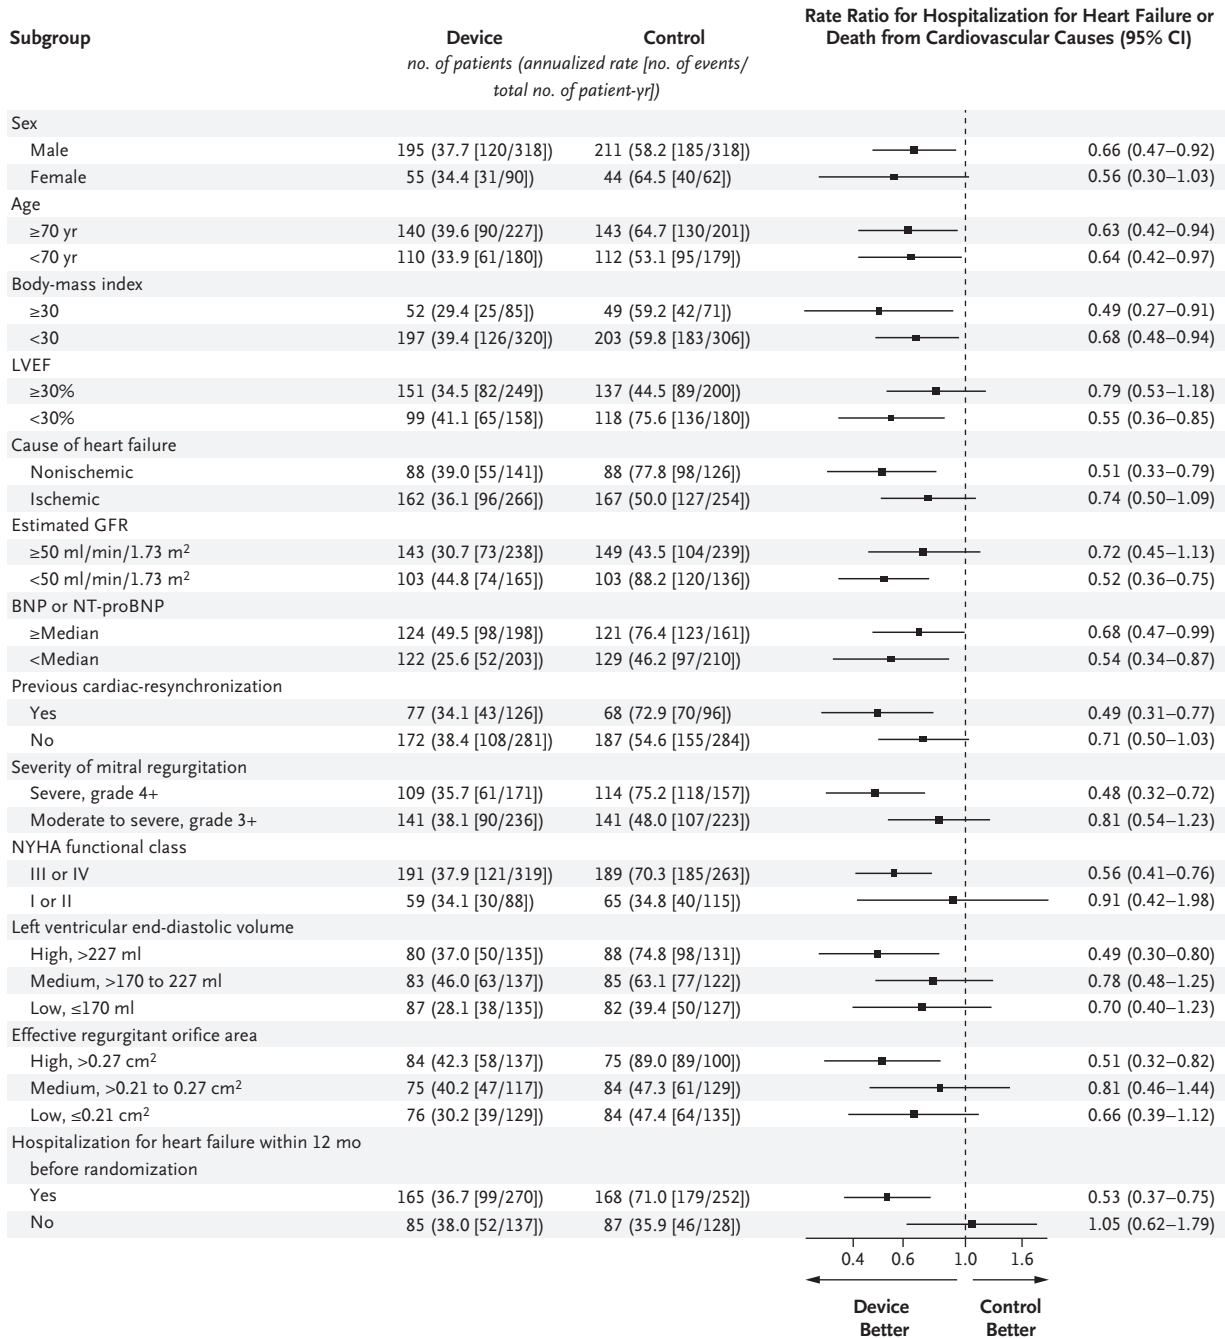 Rate Ratio for Hospitalization for Heart Failure or
Subgroup Device Control Death from Cardiovascular Causes (95% CI)
no. of patients (annualized rate [no. of events/
total no. of patient-yr])
Sex
Male 195 (37.7 [120/318]) 211 (58.2 [185/318]) 0.66 (0.47–0.92)
Female 55 (34.4 [31/90]) 44 (64.5 [40/62]) 0.56 (0.30–1.03)
Age
≥70 yr 140 (39.6 [90/227]) 143 (64.7 [130/201]) 0.63 (0.42–0.94)
<70 yr 110 (33.9 [61/180]) 112 (53.1 [95/179]) 0.64 (0.42–0.97)
Body-mass index
≥30 52 (29.4 [25/85]) 49 (59.2 [42/71]) 0.49 (0.27–0.91)
<30 197 (39.4 [126/320]) 203 (59.8 [183/306]) 0.68 (0.48–0.94)
LVEF
≥30% 151 (34.5 [82/249]) 137 (44.5 [89/200]) 0.79 (0.53–1.18)
<30% 99 (41.1 [65/158]) 118 (75.6 [136/180]) 0.55 (0.36–0.85)
Cause of heart failure
Nonischemic 88 (39.0 [55/141]) 88 (77.8 [98/126]) 0.51 (0.33–0.79)
Ischemic 162 (36.1 [96/266]) 167 (50.0 [127/254]) 0.74 (0.50–1.09)
Estimated GFR
≥50 ml/min/1.73 m² 143 (30.7 [73/238]) 149 (43.5 [104/239]) 0.72 (0.45–1.13)
<50 ml/min/1.73 m² 103 (44.8 [74/165]) 103 (88.2 [120/136]) 0.52 (0.36–0.75)
BNP or NT-proBNP
≥Median 124 (49.5 [98/198]) 121 (76.4 [123/161]) 0.68 (0.47–0.99)
<Median 122 (25.6 [52/203]) 129 (46.2 [97/210]) 0.54 (0.34–0.87)
Previous cardiac-resynchronization
Yes 77 (34.1 [43/126]) 68 (72.9 [70/96]) 0.49 (0.31–0.77)
No 172 (38.4 [108/281]) 187 (54.6 [155/284]) 0.71 (0.50–1.03)
Severity of mitral regurgitation
Severe, grade 4+ 109 (35.7 [61/171]) 114 (75.2 [118/157]) 0.48 (0.32–0.72)
Moderate to severe, grade 3+ 141 (38.1 [90/236]) 141 (48.0 [107/223]) 0.81 (0.54–1.23)
NYHA functional class
III or IV 191 (37.9 [121/319]) 189 (70.3 [185/263]) 0.56 (0.41–0.76)
I or II 59 (34.1 [30/88]) 65 (34.8 [40/115]) 0.91 (0.42–1.98)
Left ventricular end-diastolic volume
High, >227 ml 80 (37.0 [50/135]) 88 (74.8 [98/131]) 0.49 (0.30–0.80)
Medium, >170 to 227 ml 83 (46.0 [63/137]) 85 (63.1 [77/122]) 0.78 (0.48–1.25)
Low, ≤170 ml 87 (28.1 [38/135]) 82 (39.4 [50/127]) 0.70 (0.40–1.23)
Effective regurgitant orifice area
High, >0.27 cm² 84 (42.3 [58/137]) 75 (89.0 [89/100]) 0.51 (0.32–0.82)
Medium, >0.21 to 0.27 cm² 75 (40.2 [47/117]) 84 (47.3 [61/129]) 0.81 (0.46–1.44)
Low, ≤0.21 cm² 76 (30.2 [39/129]) 84 (47.4 [64/135]) 0.66 (0.39–1.12)
Hospitalization for heart failure within 12 mo
before randomization
Yes 165 (36.7 [99/270]) 168 (71.0 [179/252]) 0.53 (0.37–0.75)
No 85 (38.0 [52/137]) 87 (35.9 [46/128]) 1.05 (0.62–1.79)
0.4 0.6 1.0 1.6
Device Control
Better Better